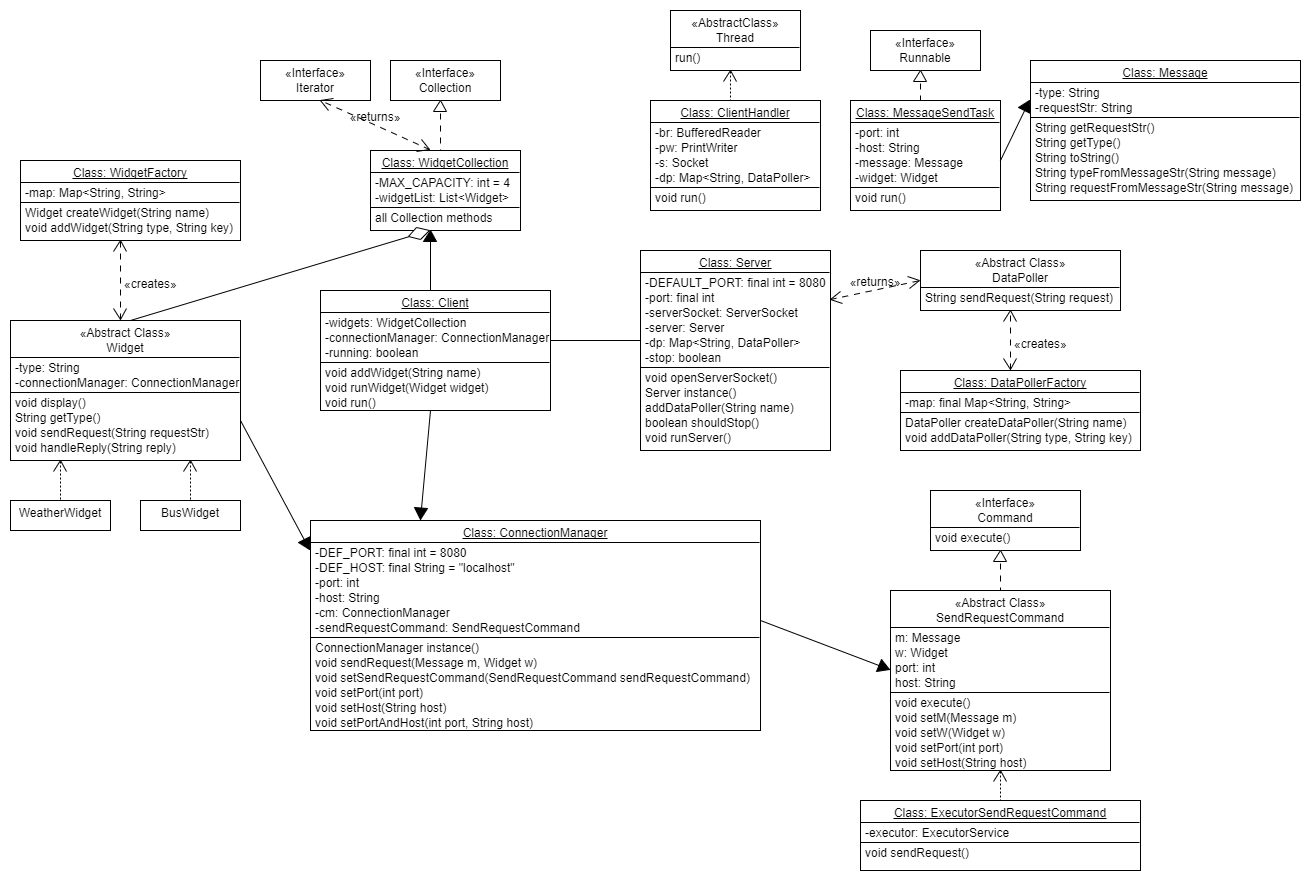 «AbstractClass»
Thread
run()
«Interface»
Runnable
«Interface»
Iterator
«Interface»
Collection
«returns»
Class: Message
-type: String
-requestStr: String
String getRequestStr()
String getType()
String toString()
String typeFromMessageStr(String message)
String requestFromMessageStr(String message)
Class: ClientHandler
-br: BufferedReader
-pw: PrintWriter
-s: Socket
-dp: Map<String, DataPoller>
void run()
Class: MessageSendTask
-port: int
-host: String
-message: Message
-widget: Widget
void run()
Class: WidgetCollection
-MAX_CAPACITY: int = 4
-widgetList: List<Widget>
all Collection methods
Class: WidgetFactory
-map: Map<String, String>
Widget createWidget(String name)
void addWidget(String type, String key)
«creates»
Class: Server
-DEFAULT_PORT: final int = 8080
-port: final int
-serverSocket: ServerSocket
-server: Server
-dp: Map<String, DataPoller>
-stop: boolean
void openServerSocket()
Server instance()
addDataPoller(String name)
boolean shouldStop()
void runServer()
«returns»
«Abstract Class»
DataPoller
String sendRequest(String request)
«creates»
Class: DataPollerFactory
-map: final Map<String, String>
DataPoller createDataPoller(String name)
void addDataPoller(String type, String key)
Class: Client
-widgets: WidgetCollection
-connectionManager: ConnectionManager
-running: boolean
void addWidget(String name)
void runWidget(Widget widget)
void run()
«Abstract Class»
Widget
-type: String
-connectionManager: ConnectionManager
void display()
String getType()
void sendRequest(String requestStr)
void handleReply(String reply)
WeatherWidget
BusWidget
Class: ConnectionManager
-DEF_PORT: final int = 8080
-DEF_HOST: final String = "localhost"
-port: int
-host: String
-cm: ConnectionManager
-sendRequestCommand: SendRequestCommand
ConnectionManager instance()
void sendRequest(Message m, Widget w)
void setSendRequestCommand(SendRequestCommand sendRequestCommand)
void setPort(int port)
void setHost(String host)
void setPortAndHost(int port, String host)
«Interface»
Command
void execute()
«Abstract Class»
SendRequestCommand
m: Message
w: Widget
port: int
host: String
void execute()
void setM(Message m)
void setW(Widget w)
void setPort(int port)
void setHost(String host)
Class: ExecutorSendRequestCommand
-executor: ExecutorService
void sendRequest()